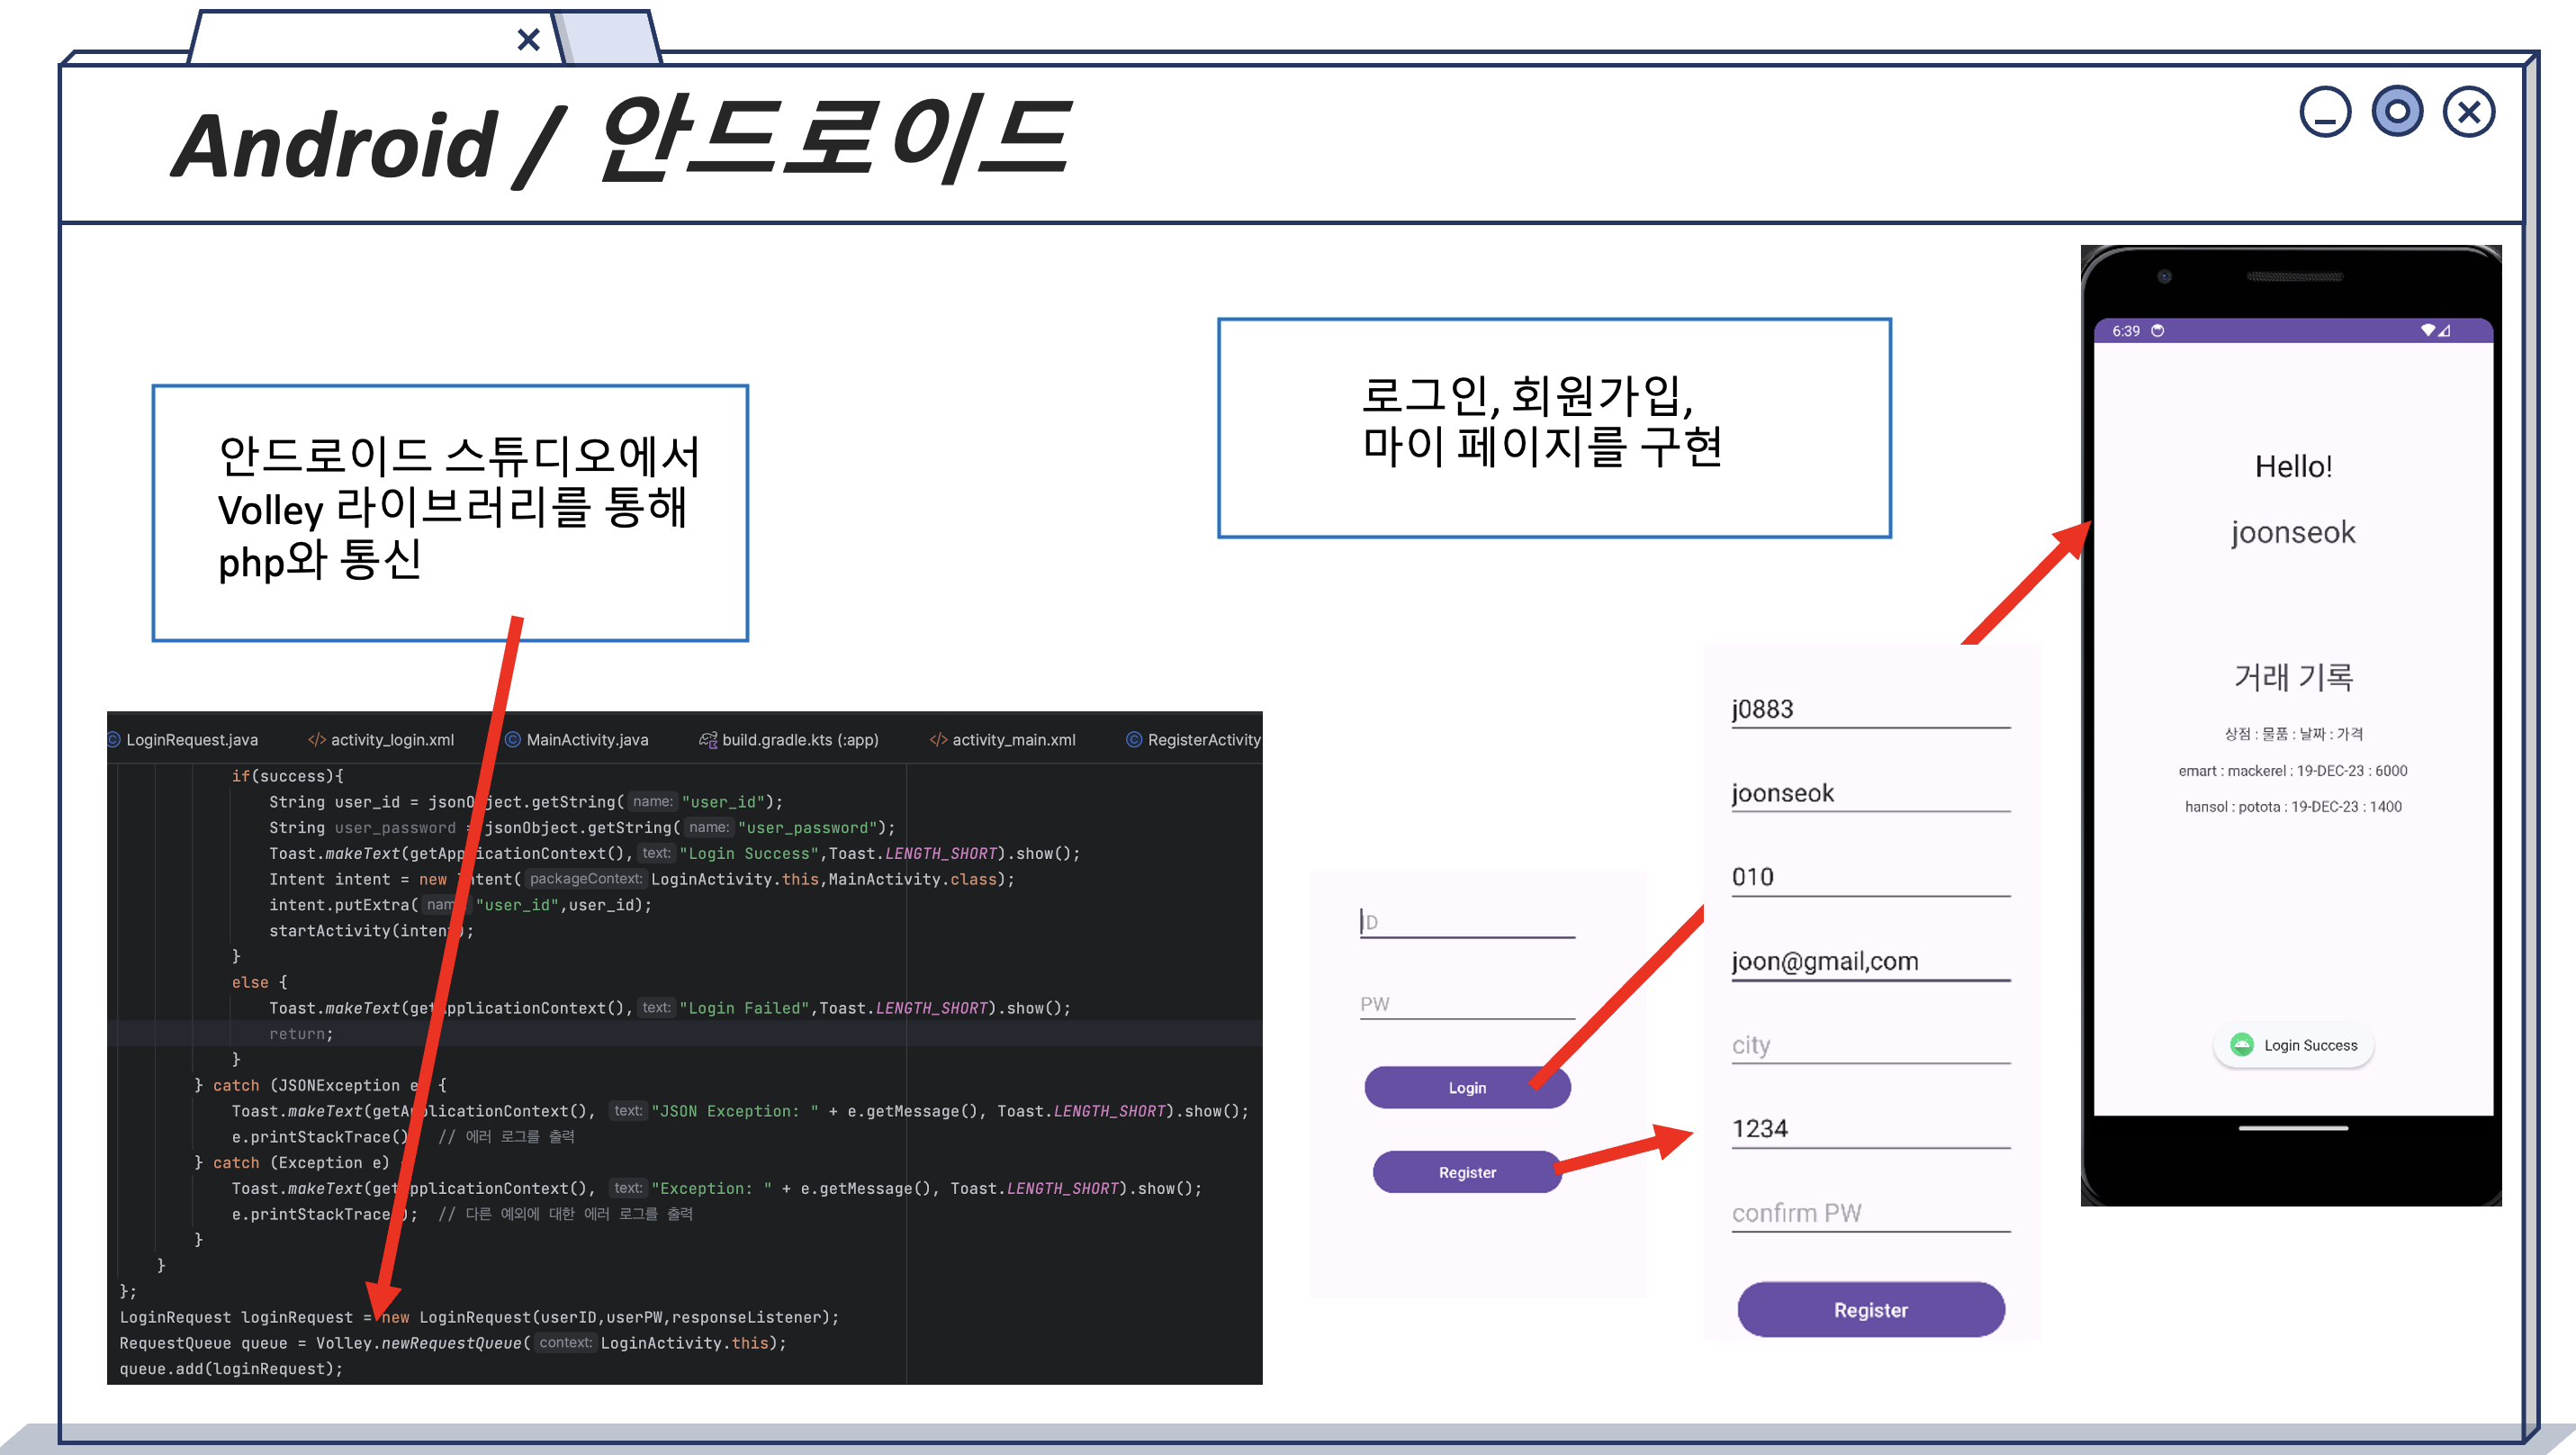 Android / 안드로이드
안드로이드 스튜디오에서
Volley 라이브러리를 통해
php와 통신
로그인, 회원가입,
마이 페이지를 구현
LoginRequest.java activity_login.xml MainActivity.java build.gradle.kts (:app) activity_main.xml RegisterActivity
if(success){
String user_id = jsonObject.getString( name: "user_id");
String user_password = jsonObject.getString( name: "user_password");
Toast.makeText(getApplicationContext(), text: "Login Success",Toast.LENGTH_SHORT).show();
Intent intent = new Intent( packageContext: LoginActivity.this,MainActivity.class);
intent.putExtra( name: "user_id",user_id);
startActivity(intent);
}
else {
Toast.makeText(getApplicationContext(), text: "Login Failed",Toast.LENGTH_SHORT).show();
return;
}
} catch (JSONException e) {
Toast.makeText(getApplicationContext(), text: "JSON Exception: " + e.getMessage(), Toast.LENGTH_SHORT).show();
e.printStackTrace(); // 에러 로그를 출력
} catch (Exception e) {
Toast.makeText(getApplicationContext(), text: "Exception: " + e.getMessage(), Toast.LENGTH_SHORT).show();
e.printStackTrace(); // 다른 예외에 대한 에러 로그를 출력
}
}
};
LoginRequest loginRequest = new LoginRequest(userID,userPW,responseListener);
RequestQueue queue = Volley.newRequestQueue( context: LoginActivity.this);
queue.add(loginRequest);
ID
PW
Login
Register
j0883
joonseok
010
joon@gmail,com
city
1234
confirm PW
Register
6:39
Hello!
joonseok
거래 기록
상점 : 물품 : 날짜 : 가격
emart : mackerel : 19-DEC-23 : 6000
hansol : potota : 19-DEC-23 : 1400
Login Success